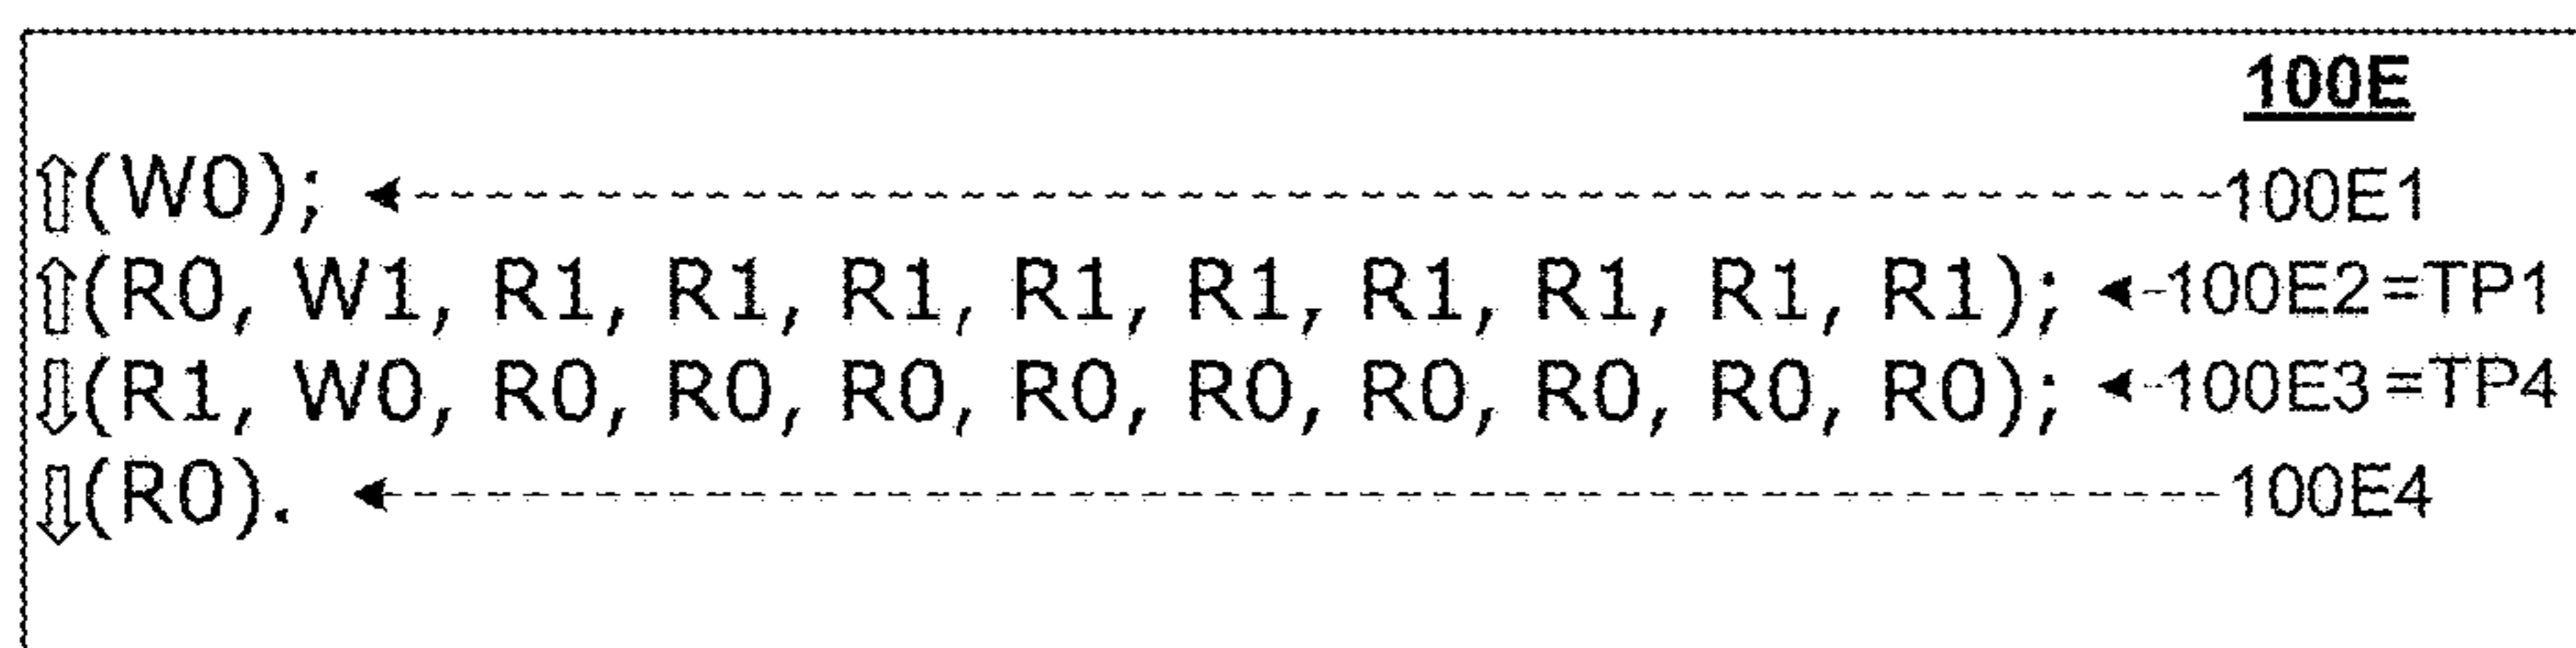 100E
⇑(W0); 100E1
⇑(R0, W1, R1, R1, R1, R1, R1, R1, R1, R1, R1); 100E2=TP1
⇓(R1, W0, R0, R0, R0, R0, R0, R0, R0, R0, R0); 100E3=TP4
⇓(R0). 100E4